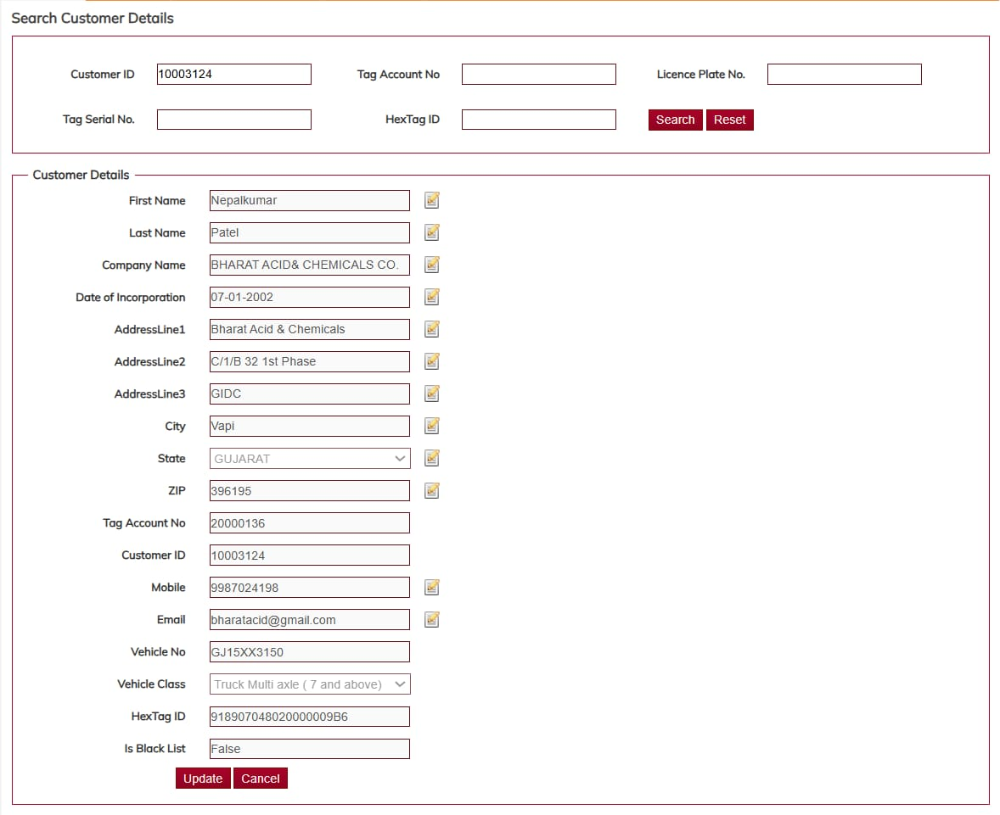 Search Customer Details
Customer ID 10003124 Tag Account No Licence Plate No.
Tag Serial No. HexTag ID Search Reset
Customer Details
First Name Nepalkumar
Last Name Patel
Company Name BHARAT ACID& CHEMICALS CO.
Date of Incorporation 07-01-2002
AddressLine1 Bharat Acid & Chemicals
AddressLine2 C/1/B 32 1st Phase
AddressLine3 GIDC
City Vapi
State GUJARAT
ZIP 396195
Tag Account No 20000136
Customer ID 10003124
Mobile 9987024198
Email bharatacid@gmail.com
Vehicle No GJ15XX3150
Vehicle Class Truck Multi axle ( 7 and above)
HexTag ID 918907048020000009B6
Is Black List False
Update Cancel